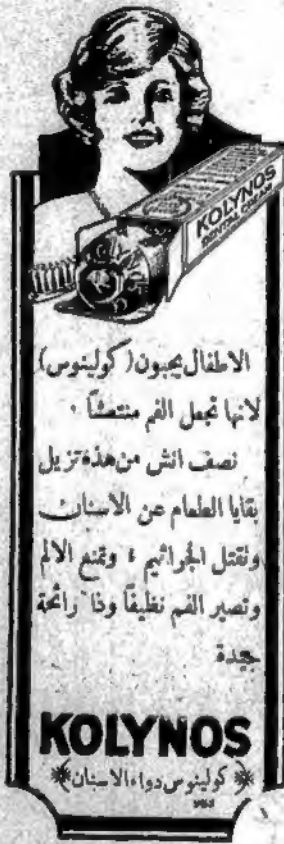 KOLYNOS
DENTAL CREAM
الاطفال يحبون (كولينوس)
لانها تجعل الفم منتعشاً،
نصف انش من هذه تزيل
بقايا الطعام عن الاسنان
وتقتل الجراثيم، وتمنع الالم
وتصير الفم نظيفاً وذا رائحة
جيدة
KOLYNOS
كولينوس دواء الاسنان